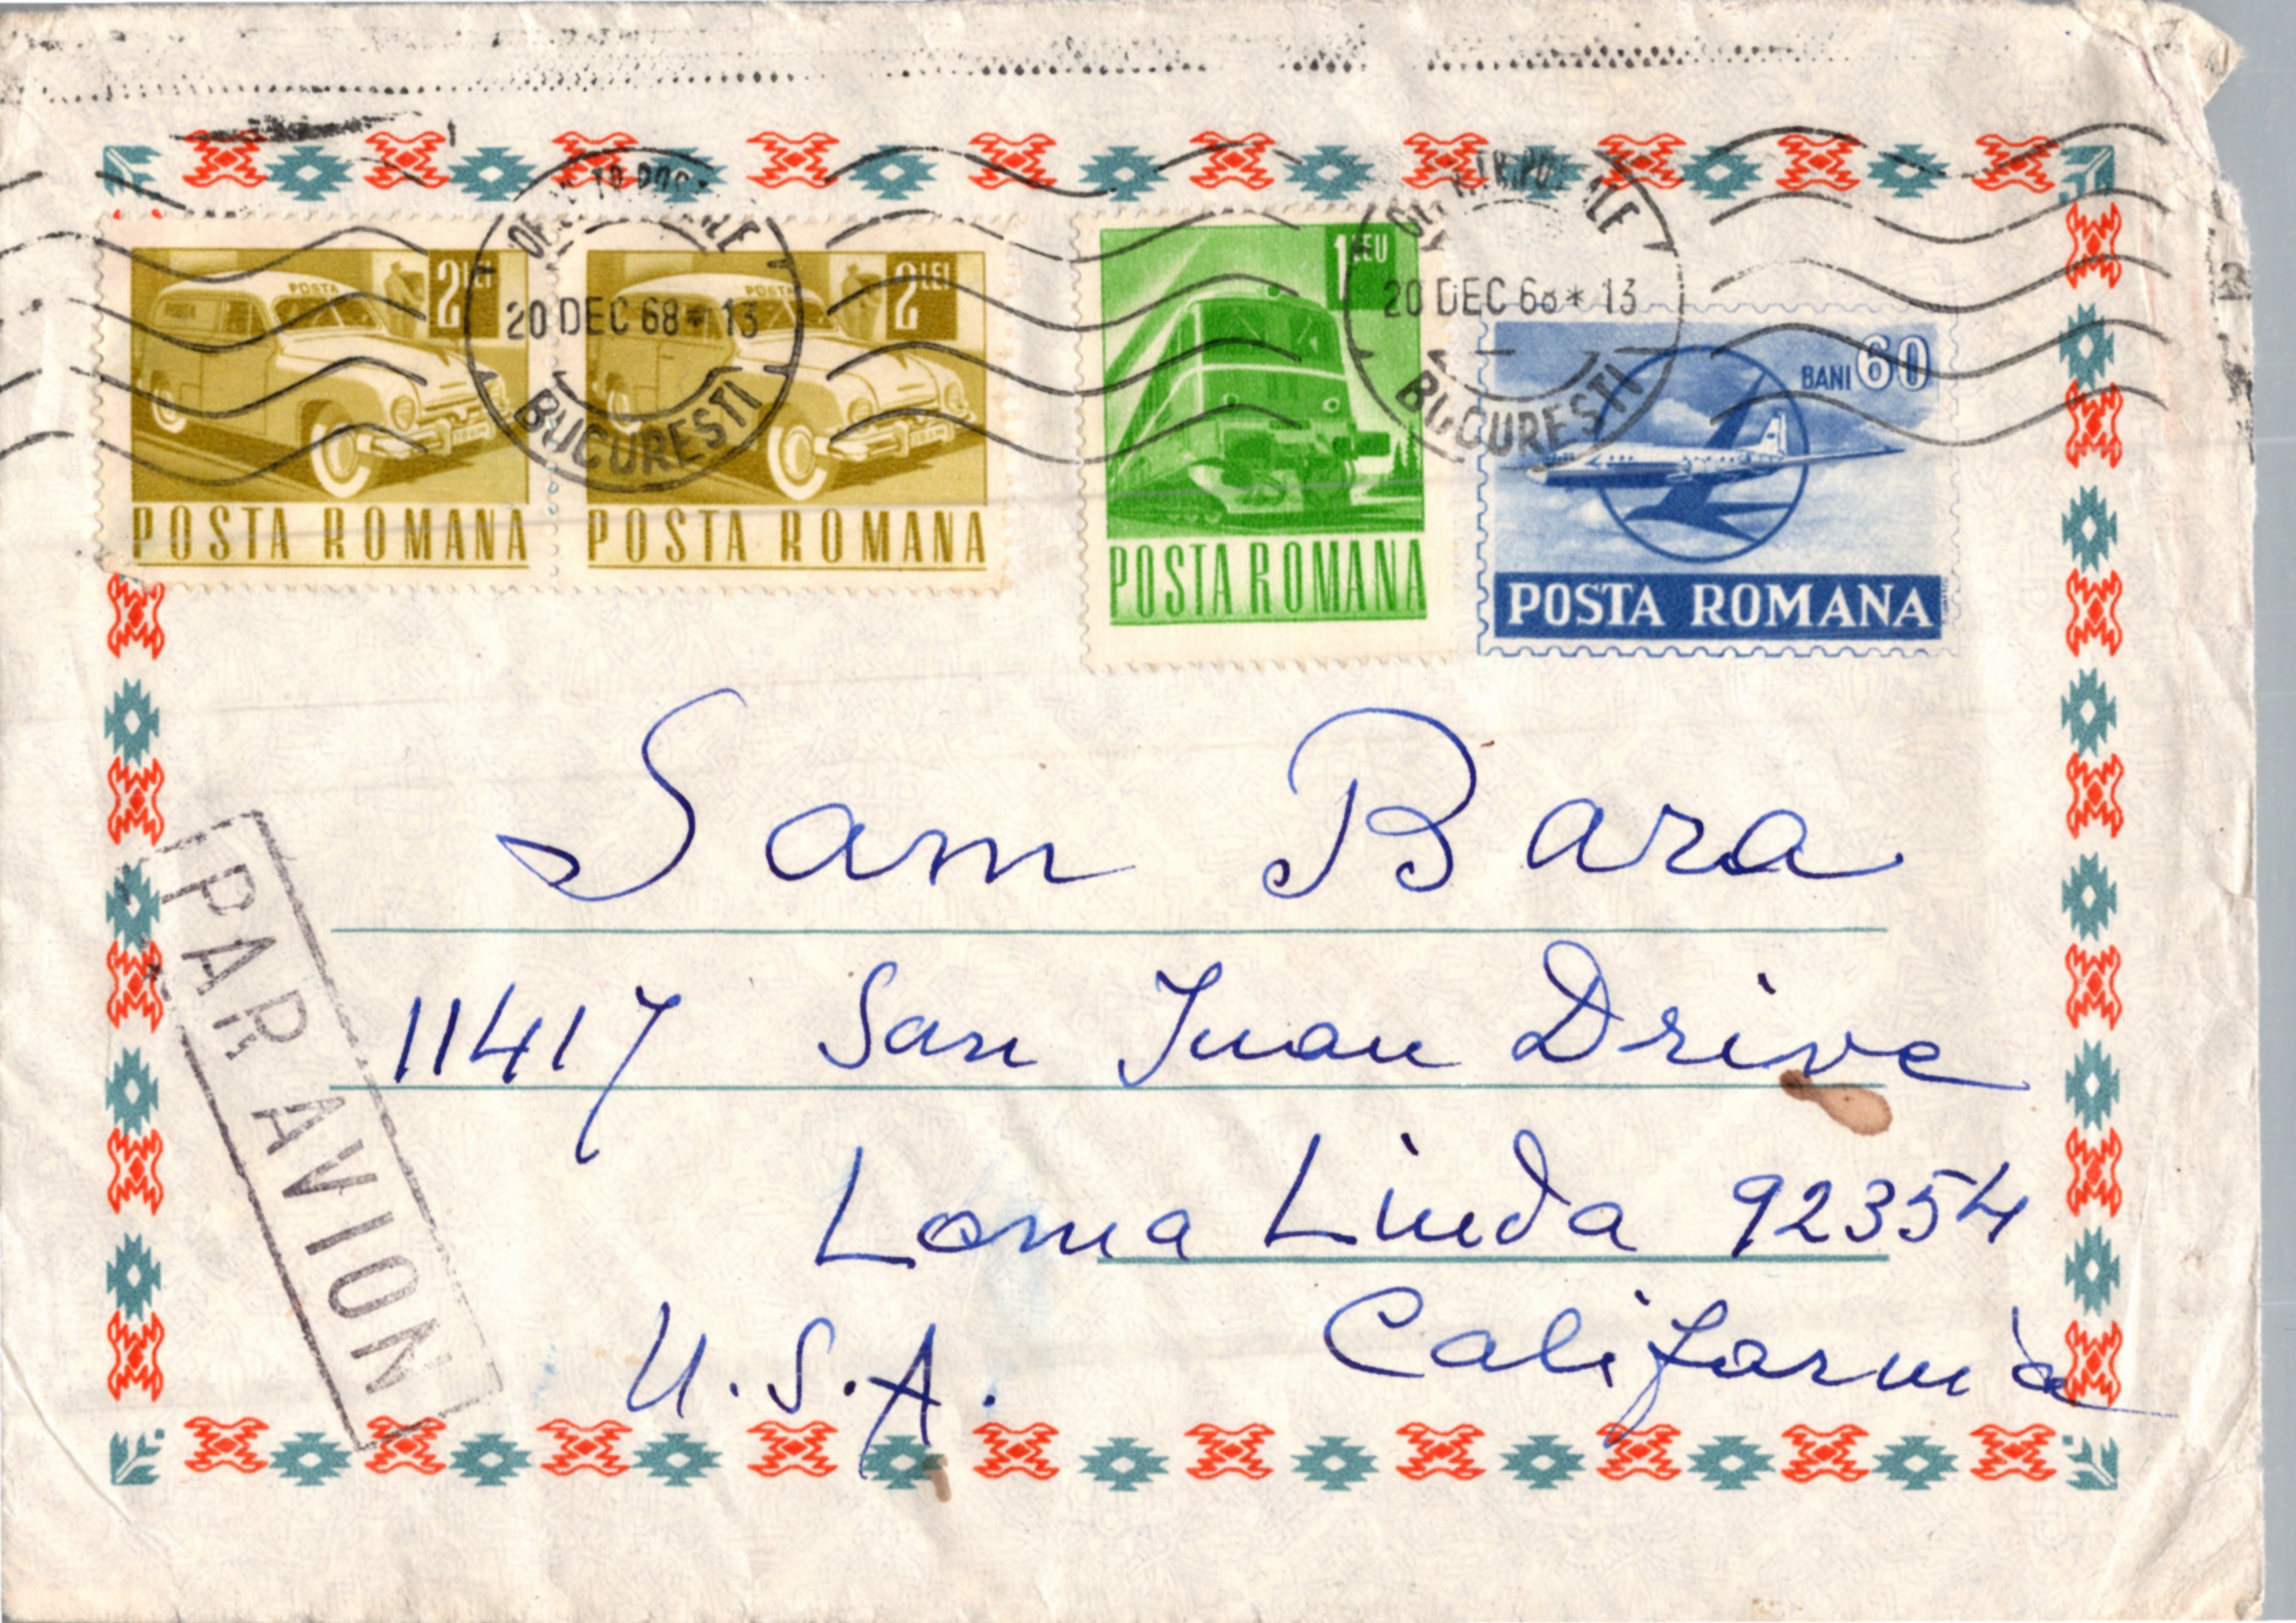 POSTA
2 LEI
POSTA ROMANA
POSTA
2 LEI
POSTA ROMANA
20 DEC 68 * 13
BUCURESTI
1 LEU
POSTA ROMANA
20 DEC 68 * 13
BUCURESTI
BANI 60
POSTA ROMANA
PAR AVION
Sam Bara
11417 San Juan Drive
Loma Linda 92354
U.S.A. California